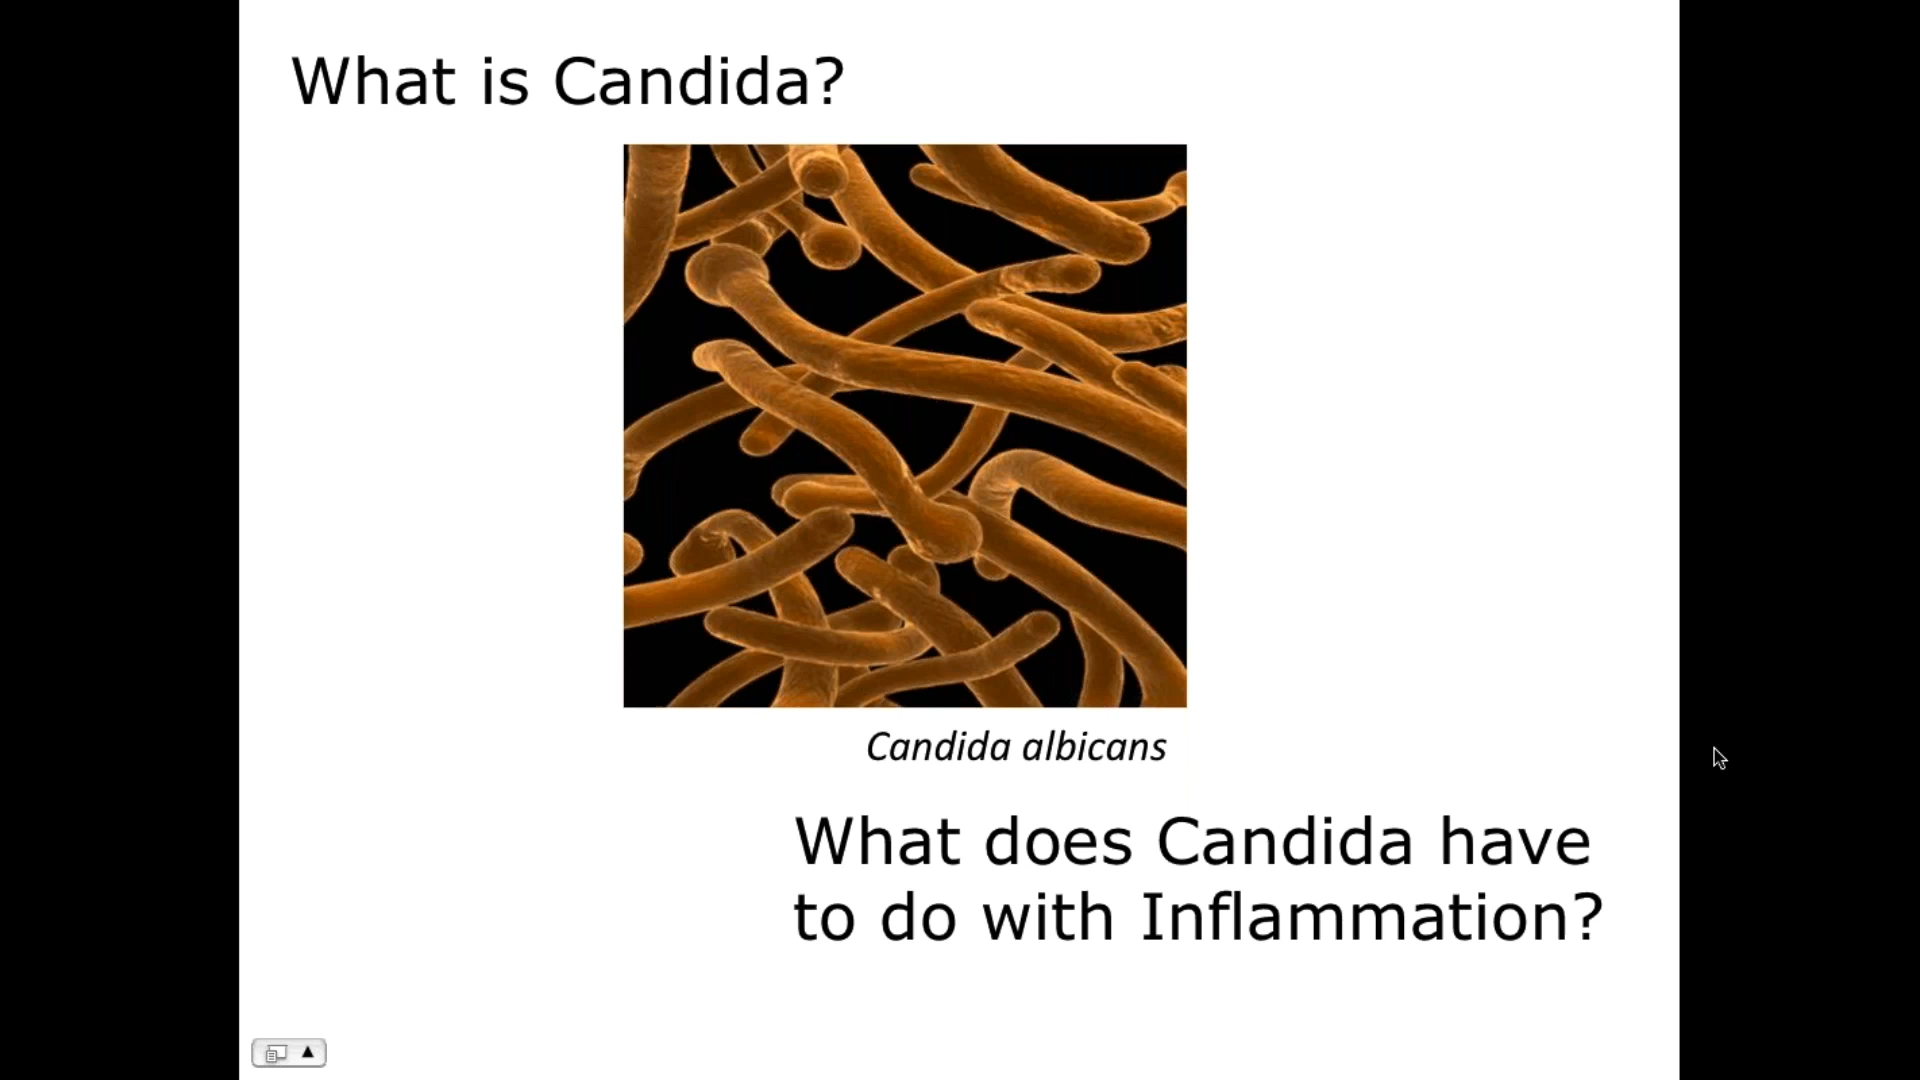 What is Candida?
Candida albicans
What does Candida have
to do with Inflammation?